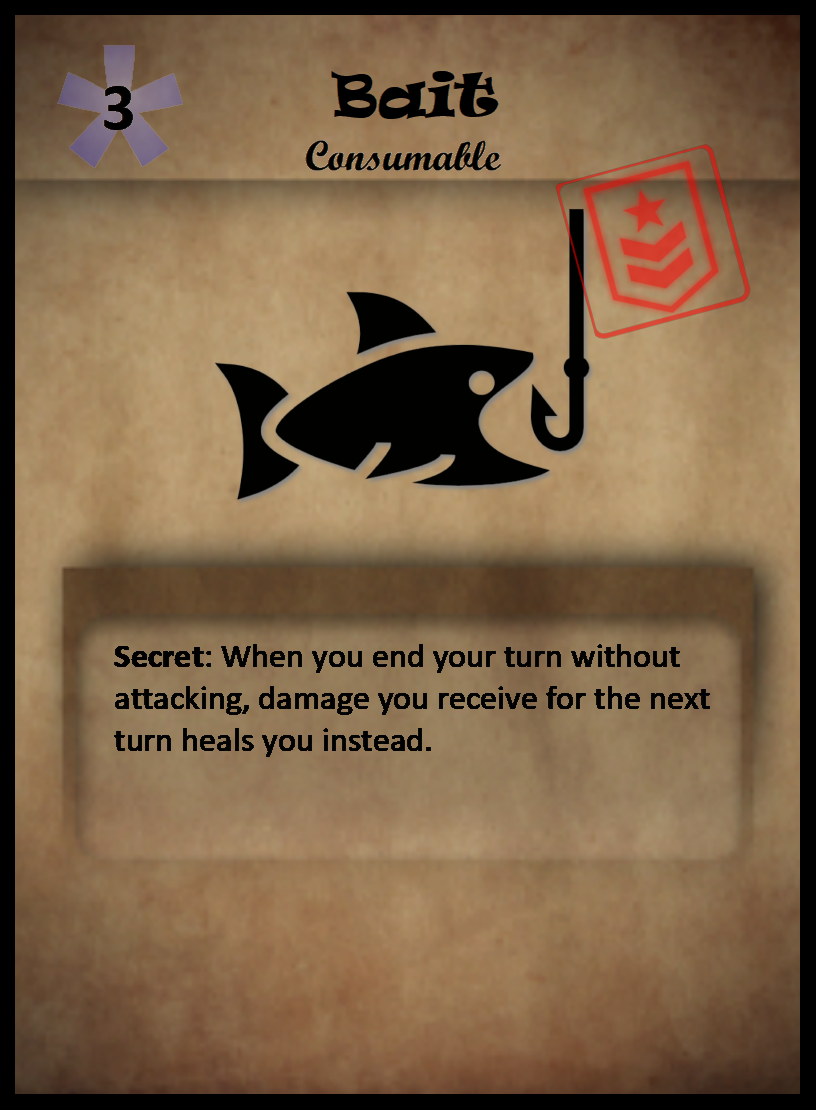 3
Bait
Consumable
Secret: When you end your turn without
attacking, damage you receive for the next
turn heals you instead.